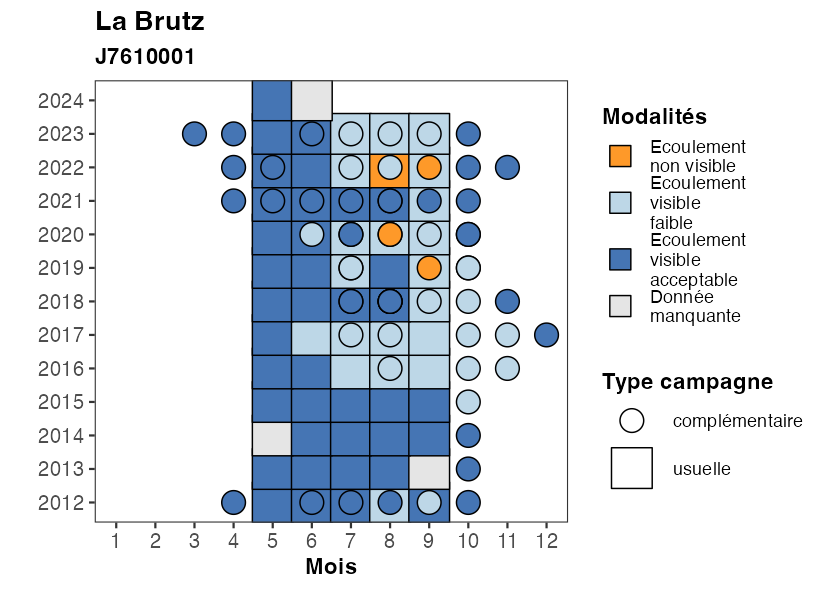 La Brutz
J7610001
2024
2023
2022
2021
2020
2019
2018
2017
2016
2015
2014
2013
2012
1 2 3 4 5 6 7 8 9 10 11 12
Mois
Modalités
Ecoulement
non visible
Ecoulement
visible
faible
Ecoulement
visible
acceptable
Donnée
manquante
Type campagne
complémentaire
usuelle